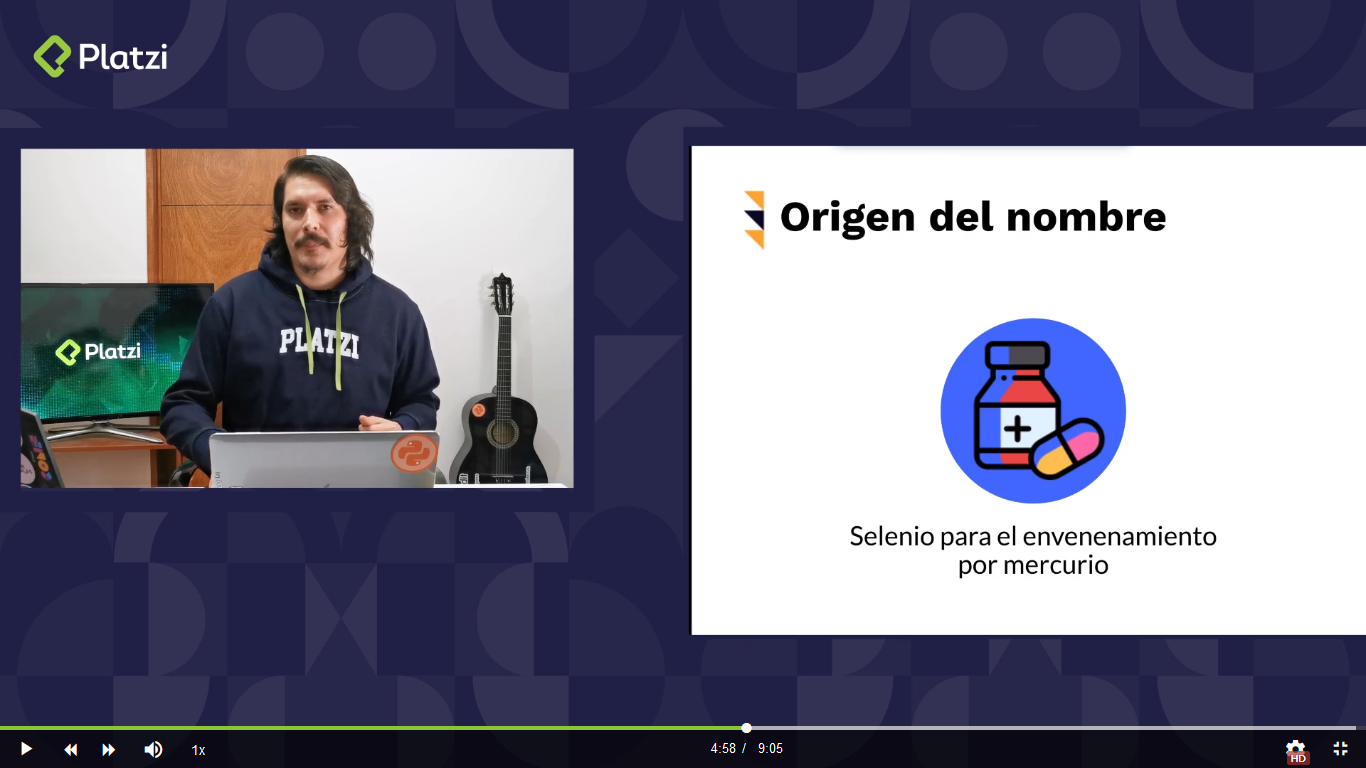 Platzi
Platzi
PLATZI
Origen del nombre
Selenio para el envenenamiento
por mercurio
1x
4:58 / 9:05
HD